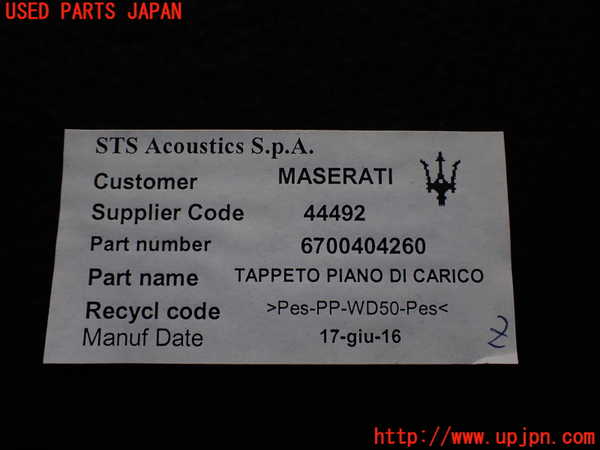 USED PARTS JAPAN
STS Acoustics S.p.A.
Customer MASERATI
Supplier Code 44492
Part number 6700404260
Part name TAPPETO PIANO DI CARICO
Recycl code >Pes-PP-WD50-Pes<
Manuf Date 17-giu-16
http://www.upjpn.com